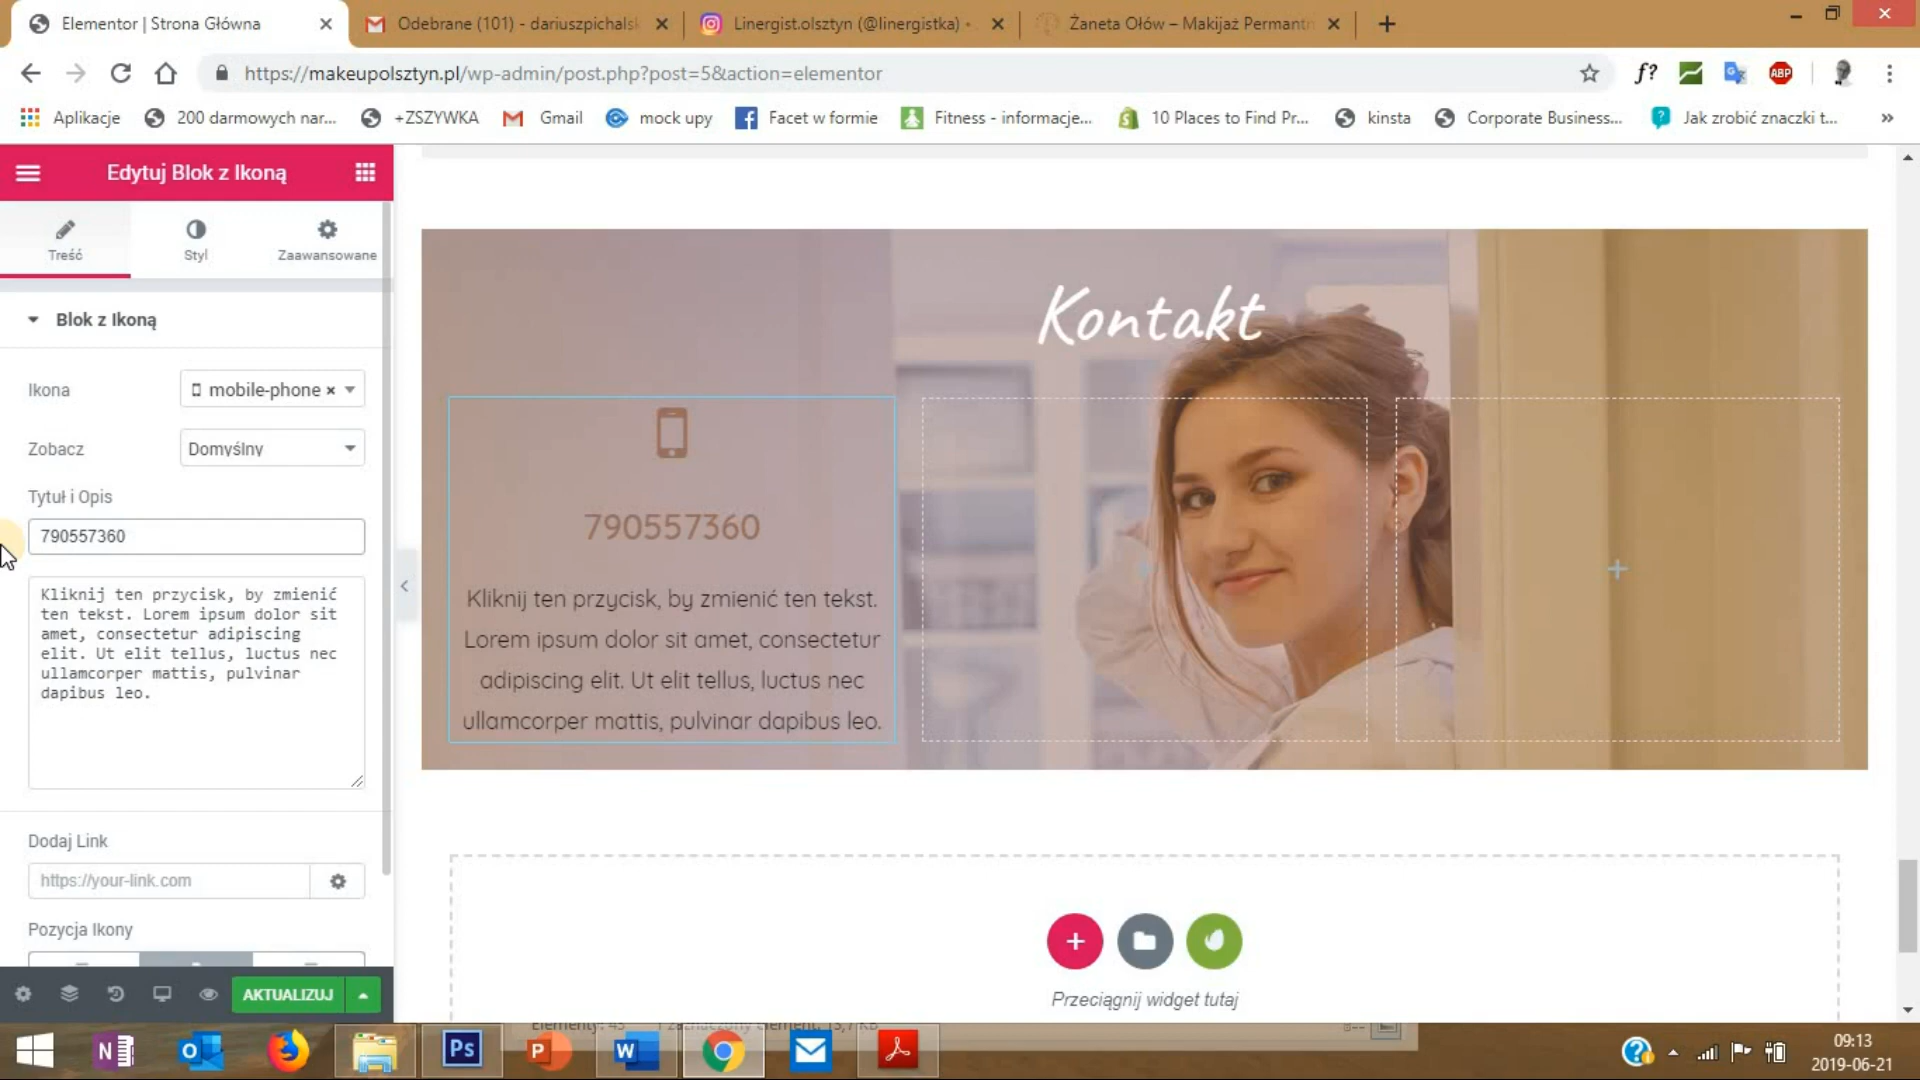 Elementor | Strona Główna
Odebrane (101) - dariuszpichalsk
Linergist.olsztyn (@linergistka) •
Żaneta Ołów – Makijaż Permantn
https://makeupolsztyn.pl/wp-admin/post.php?post=5&action=elementor
f?
ABP
Aplikacje
200 darmowych nar...
+ZSZYWKA
Gmail
mock upy
Facet w formie
Fitness - informacje...
10 Places to Find Pr...
kinsta
Corporate Business...
Jak zrobić znaczki t...
»
Edytuj Blok z Ikoną
Treść
Styl
Zaawansowane
Blok z Ikoną
Ikona
mobile-phone ×
Zobacz
Domyślny
Tytuł i Opis
790557360
Kliknij ten przycisk, by zmienić
ten tekst. Lorem ipsum dolor sit
amet, consectetur adipiscing
elit. Ut elit tellus, luctus nec
ullamcorper mattis, pulvinar
dapibus leo.
Dodaj Link
https://your-link.com
Pozycja Ikony
AKTUALIZUJ
Kontakt
790557360
Kliknij ten przycisk, by zmienić ten tekst.
Lorem ipsum dolor sit amet, consectetur
adipiscing elit. Ut elit tellus, luctus nec
ullamcorper mattis, pulvinar dapibus leo.
Przeciągnij widget tutaj
N
Ps
P
W
09:13
2019-06-21